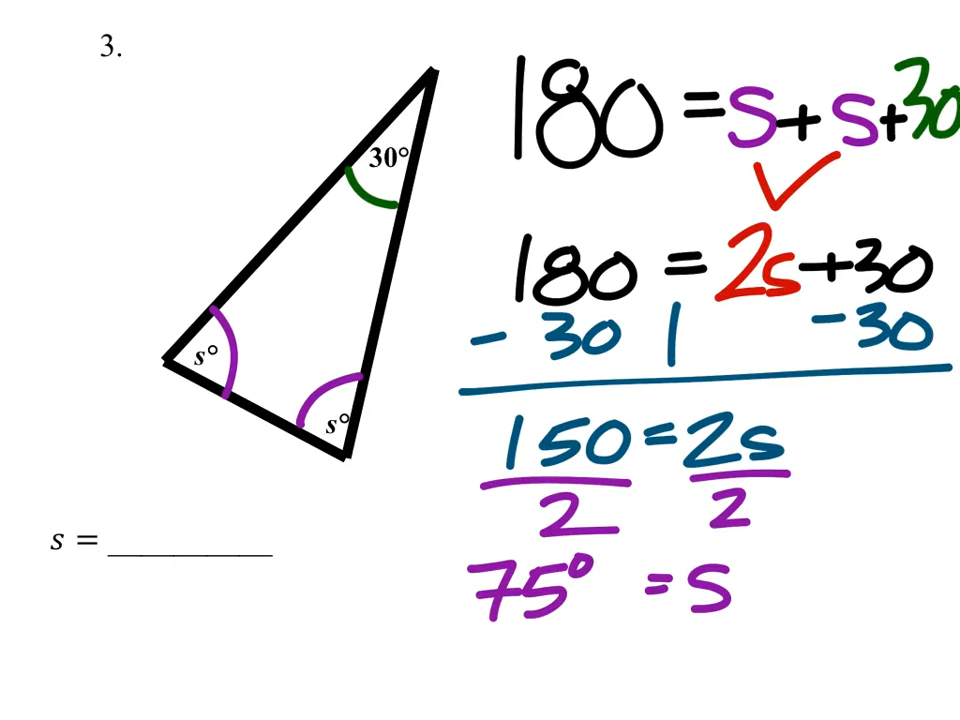 3.
30°
s°
s°
s = ________
180 = s + s + 30
180 = 2s + 30
- 30 | - 30
150 = 2s
2 2
75° = s